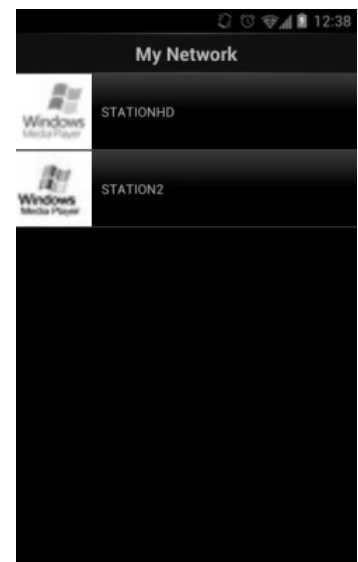 12:38
My Network
Windows
Media Player
STATIONHD
Windows
Media Player
STATION2